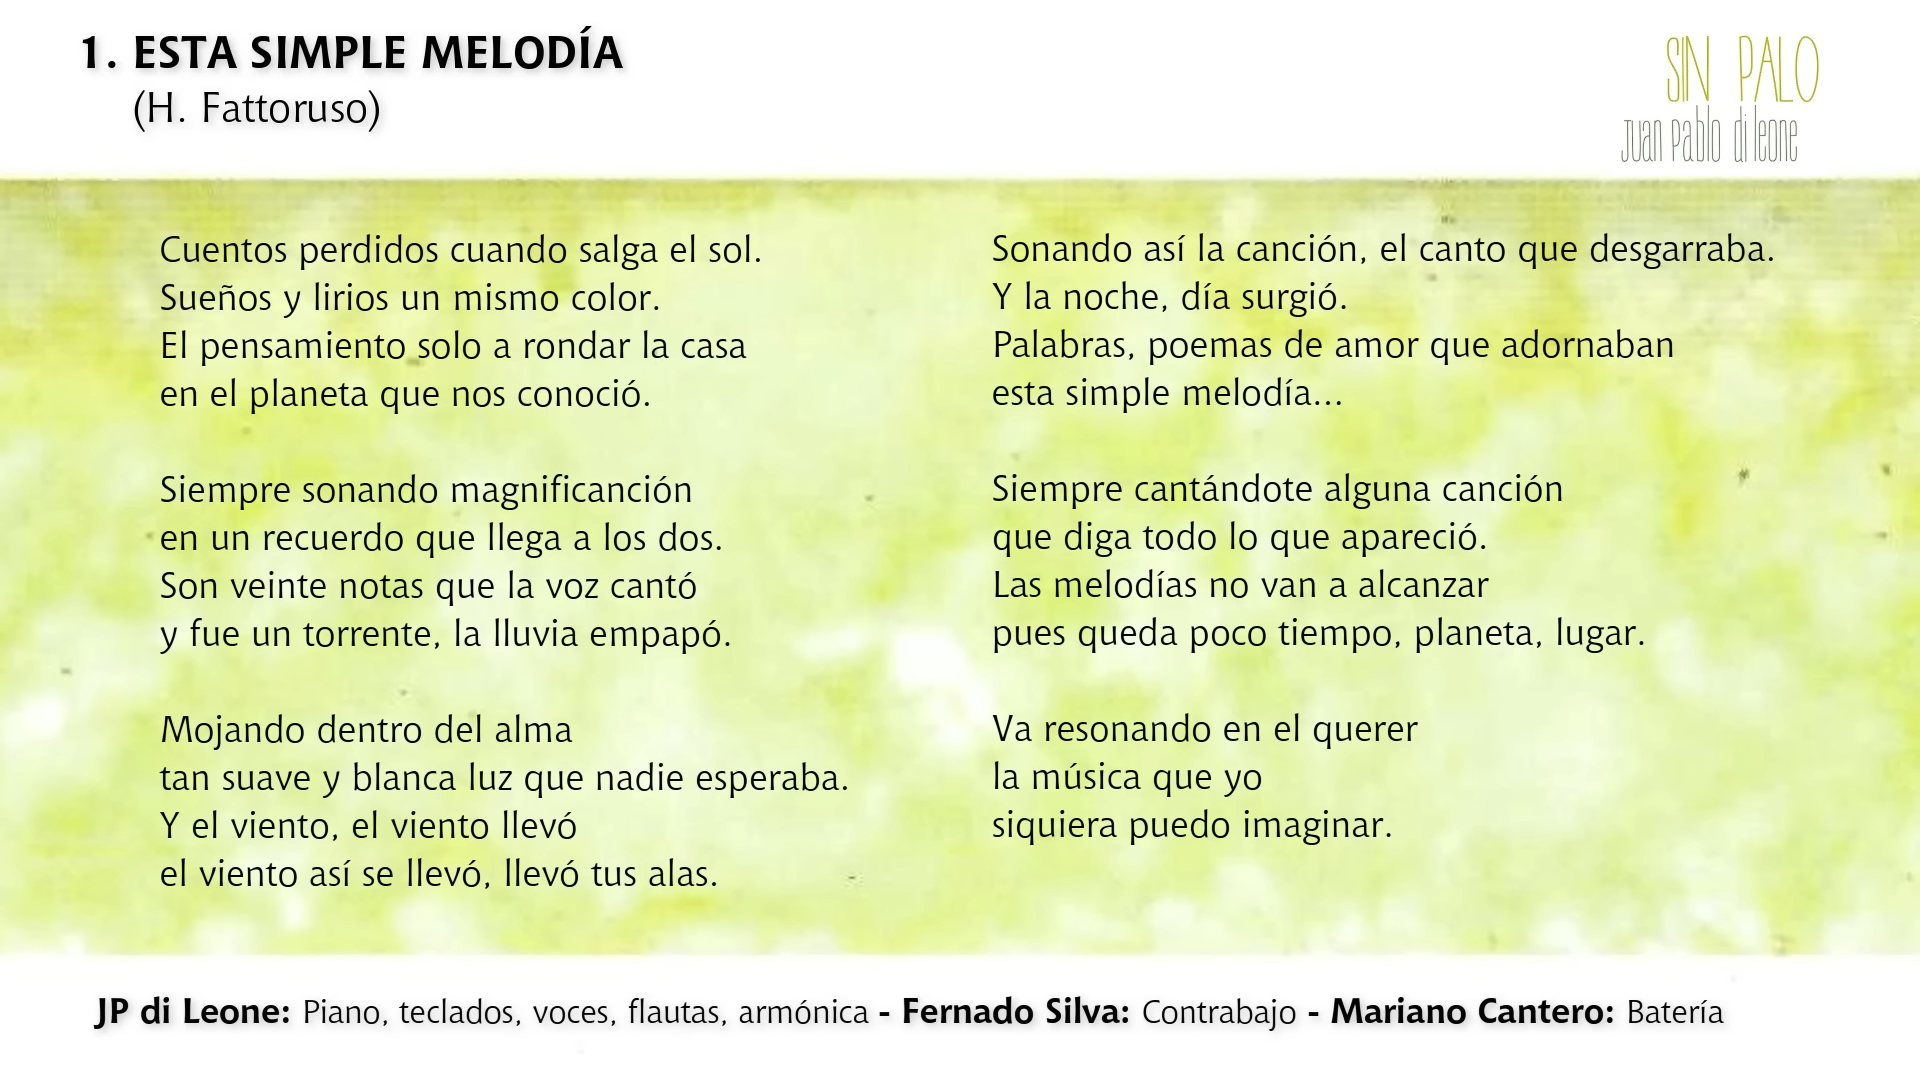 1. ESTA SIMPLE MELODÍA
(H. Fattoruso)
SIN PALO
Juan Pablo di leone
Cuentos perdidos cuando salga el sol.
Sueños y lirios un mismo color.
El pensamiento solo a rondar la casa
en el planeta que nos conoció.
Siempre sonando magnificanción
en un recuerdo que llega a los dos.
Son veinte notas que la voz cantó
y fue un torrente, la lluvia empapó.
Mojando dentro del alma
tan suave y blanca luz que nadie esperaba.
Y el viento, el viento llevó
el viento así se llevó, llevó tus alas.
Sonando así la canción, el canto que desgarraba.
Y la noche, día surgió.
Palabras, poemas de amor que adornaban
esta simple melodía...
Siempre cantándote alguna canción
que diga todo lo que apareció.
Las melodías no van a alcanzar
pues queda poco tiempo, planeta, lugar.
Va resonando en el querer
la música que yo
siquiera puedo imaginar.
JP di Leone: Piano, teclados, voces, flautas, armónica - Fernado Silva: Contrabajo - Mariano Cantero: Batería